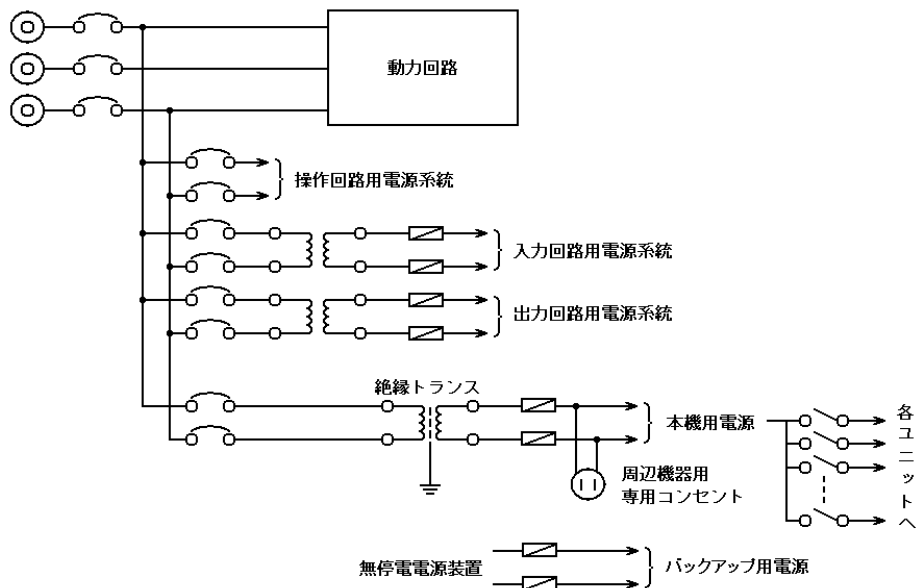 動力回路
操作回路用電源系統
入力回路用電源系統
出力回路用電源系統
絶縁トランス
本機用電源
各ユニットへ
周辺機器用
専用コンセント
無停電電源装置
バックアップ用電源